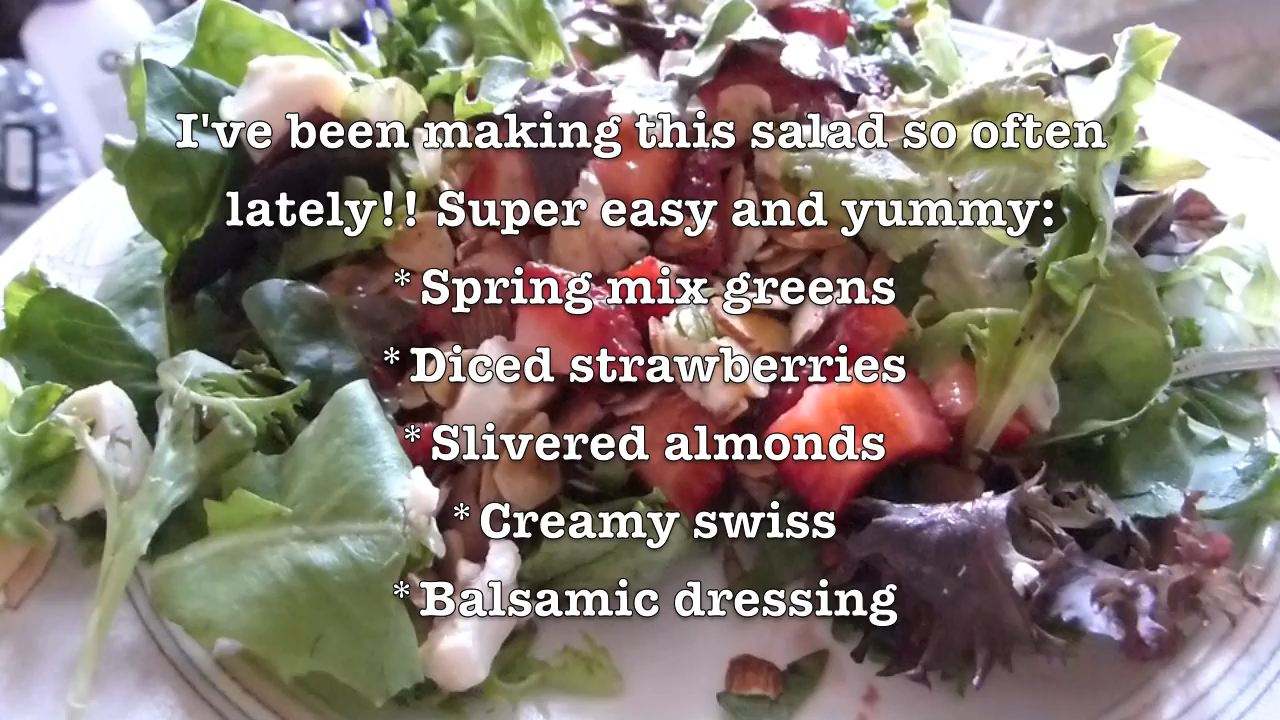 I've been making this salad so often
lately!! Super easy and yummy:
* Spring mix greens
* Diced strawberries
* Slivered almonds
* Creamy swiss
* Balsamic dressing